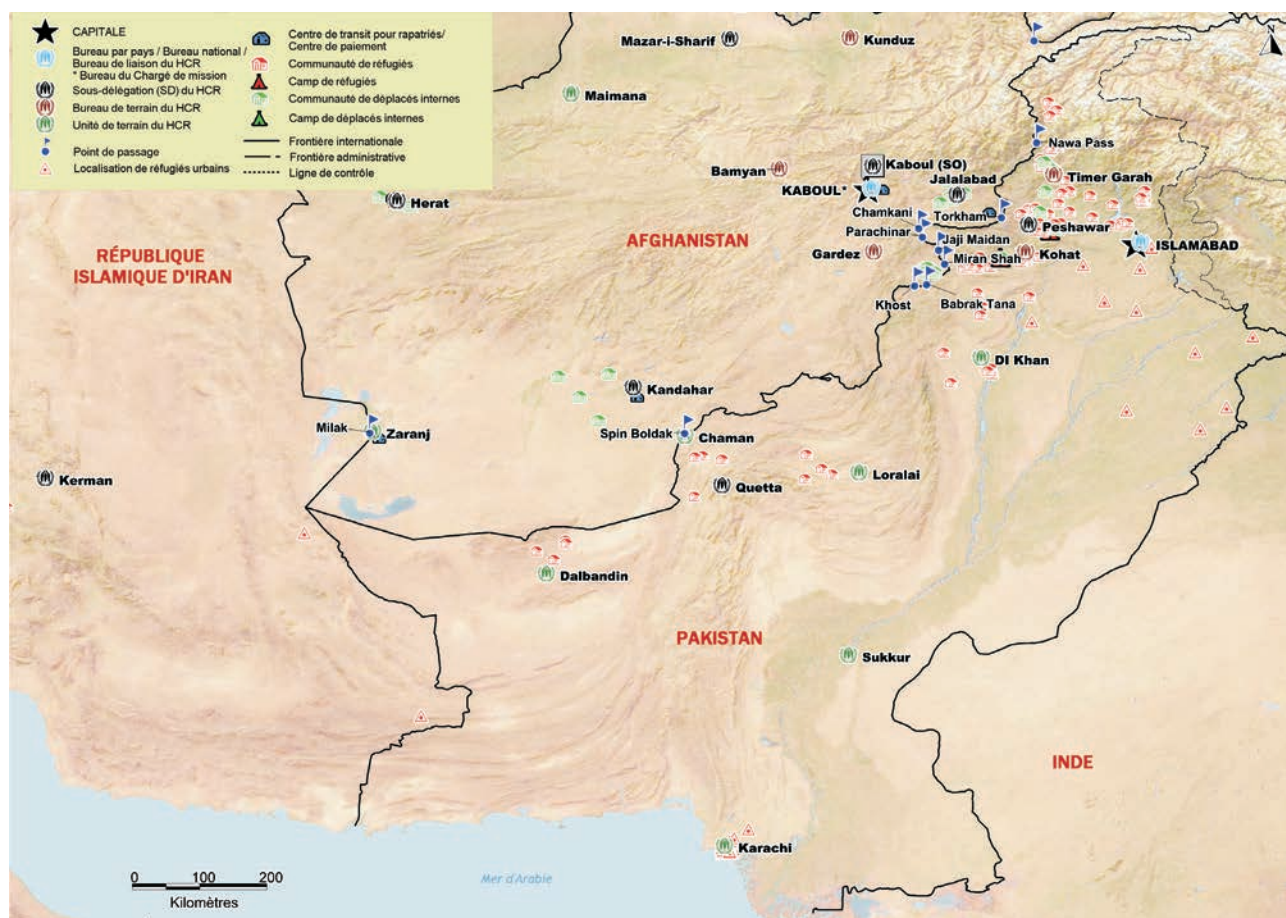 CAPITALE
Bureau par pays / Bureau national /
Bureau de liaison du HCR
* Bureau du Chargé de mission
Sous-délégation (SD) du HCR
Bureau de terrain du HCR
Unité de terrain du HCR
Point de passage
Localisation de réfugiés urbains
Centre de transit pour rapatriés/
Centre de paiement
Communauté de réfugiés
Camp de réfugiés
Communauté de déplacés internes
Camp de déplacés internes
Frontière internationale
Frontière administrative
Ligne de contrôle
Mazar-i-Sharif
Kunduz
Maimana
Nawa Pass
Bamyan
Kaboul (SO)
Timer Garah
KABOUL*
Jalalabad
Herat
Chamkani
Torkham
Peshawar
Parachinar
Jaji Maidan
ISLAMABAD
AFGHANISTAN
RÉPUBLIQUE
ISLAMIQUE D'IRAN
Gardez
Miran Shah
Kohat
Khost
Babrak Tana
DI Khan
Kandahar
Milak
Zaranj
Spin Boldak
Chaman
Kerman
Quetta
Loralai
Dalbandin
PAKISTAN
Sukkur
INDE
Karachi
Mer d'Arabie
0 100 200
Kilomètres
N